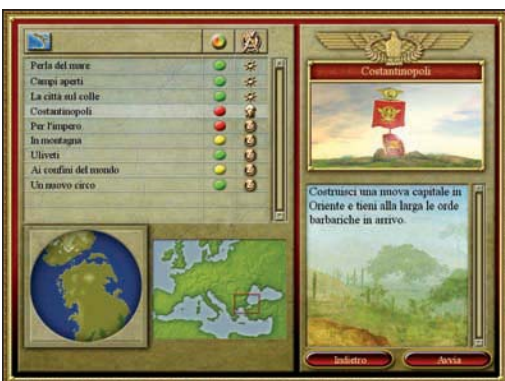 Perla del mare
Campi aperti
La città sul colle
Costantinopoli
Per l'impero
In montagna
Uliveti
Ai confini del mondo
Un nuovo circo
Costantinopoli
Costruisci una nuova capitale in
Oriente e tieni alla larga le orde
barbariche in arrivo.
Indietro
Avvia